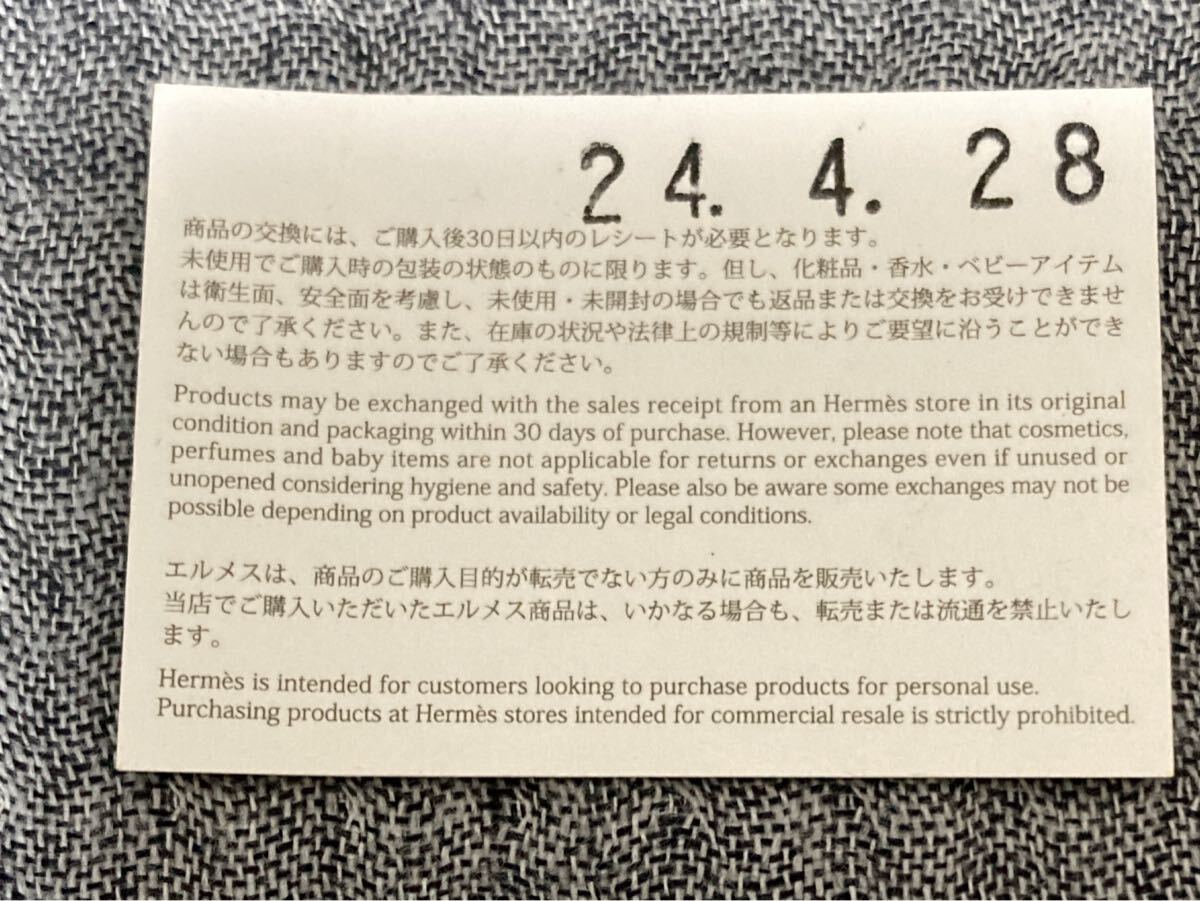 24. 4. 28
商品の交換には、ご購入後30日以内のレシートが必要となります。
未使用でご購入時の包装の状態のものに限ります。但し、化粧品・香水・ベビーアイテム
は衛生面、安全面を考慮し、未使用・未開封の場合でも返品または交換をお受けできませ
んので了承ください。また、在庫の状況や法律上の規制等によりご要望に沿うことができ
ない場合もありますのでご了承ください。
Products may be exchanged with the sales receipt from an Hermès store in its original
condition and packaging within 30 days of purchase. However, please note that cosmetics,
perfumes and baby items are not applicable for returns or exchanges even if unused or
unopened considering hygiene and safety. Please also be aware some exchanges may not be
possible depending on product availability or legal conditions.
エルメスは、商品のご購入目的が転売でない方のみに商品を販売いたします。
当店でご購入いただいたエルメス商品は、いかなる場合も、転売または流通を禁止いたし
ます。
Hermès is intended for customers looking to purchase products for personal use.
Purchasing products at Hermès stores intended for commercial resale is strictly prohibited.